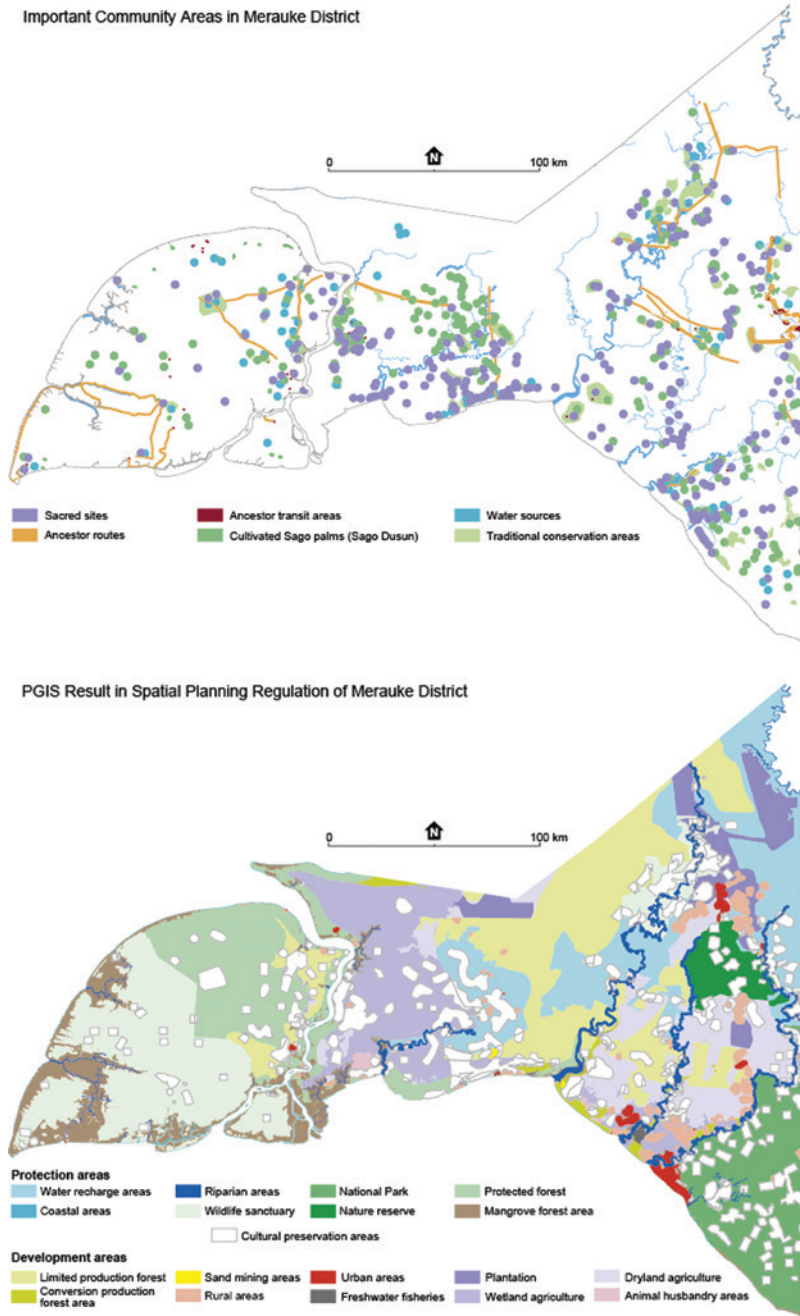 Important Community Areas in Merauke District
N
0 100 km
Sacred sites Ancestor transit areas Water sources
Ancestor routes Cultivated Sago palms (Sago Dusun) Traditional conservation areas
PGIS Result in Spatial Planning Regulation of Merauke District
N
0 100 km
Protection areas
Water recharge areas Riparian areas National Park Protected forest
Coastal areas Wildlife sanctuary Nature reserve Mangrove forest area
Cultural preservation areas
Development areas
Limited production forest Sand mining areas Urban areas Plantation Dryland agriculture
Conversion production Rural areas Freshwater fisheries Wetland agriculture Animal husbandry areas
forest area